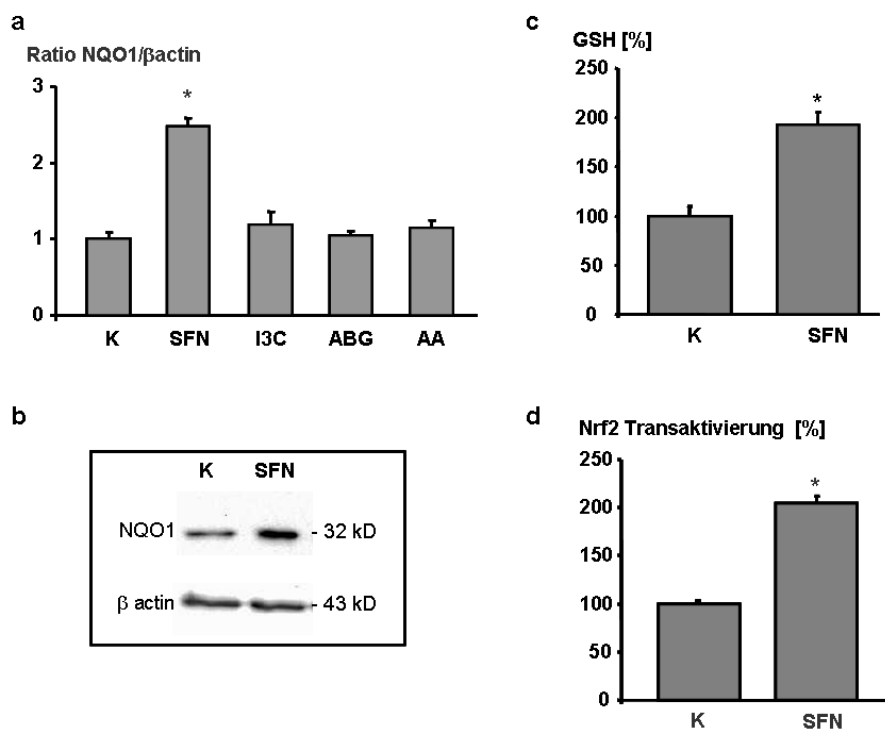 a
Ratio NQO1/βactin
3
*
2
1
0
K SFN I3C ABG AA
b
K SFN
NQO1 - 32 kD
β actin - 43 kD
c
GSH [%]
250
200
*
150
100
50
0
K SFN
d
Nrf2 Transaktivierung [%]
250
*
200
150
100
50
0
K SFN